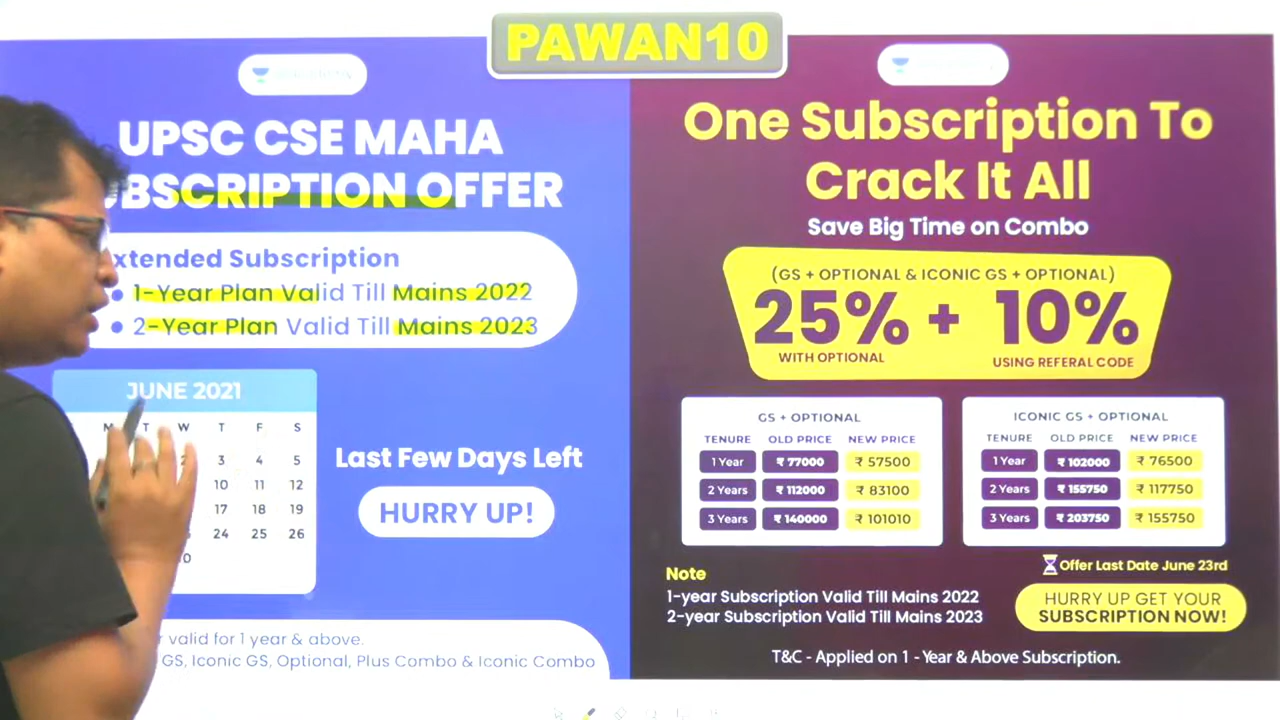 PAWAN10
UPSC CSE MAHA
UBSCRIPTION OFFER
xtended Subscription
• 1-Year Plan Valid Till Mains 2022
• 2-Year Plan Valid Till Mains 2023
JUNE 2021
M T W T F S
2 3 4 5
10 11 12
17 18 19
24 25 26
Last Few Days Left
HURRY UP!
valid for 1 year & above.
GS, Iconic GS, Optional, Plus Combo & Iconic Combo
One Subscription To
Crack It All
Save Big Time on Combo
(GS + OPTIONAL & ICONIC GS + OPTIONAL)
25% + 10%
WITH OPTIONAL USING REFERAL CODE
GS + OPTIONAL
TENURE OLD PRICE NEW PRICE
1 Year ₹ 77000 ₹ 57500
2 Years ₹ 112000 ₹ 83100
3 Years ₹ 140000 ₹ 101010
ICONIC GS + OPTIONAL
TENURE OLD PRICE NEW PRICE
1 Year ₹ 102000 ₹ 76500
2 Years ₹ 155750 ₹ 117750
3 Years ₹ 203750 ₹ 155750
Offer Last Date June 23rd
Note
1-year Subscription Valid Till Mains 2022
2-year Subscription Valid Till Mains 2023
HURRY UP GET YOUR
SUBSCRIPTION NOW!
T&C - Applied on 1 - Year & Above Subscription.